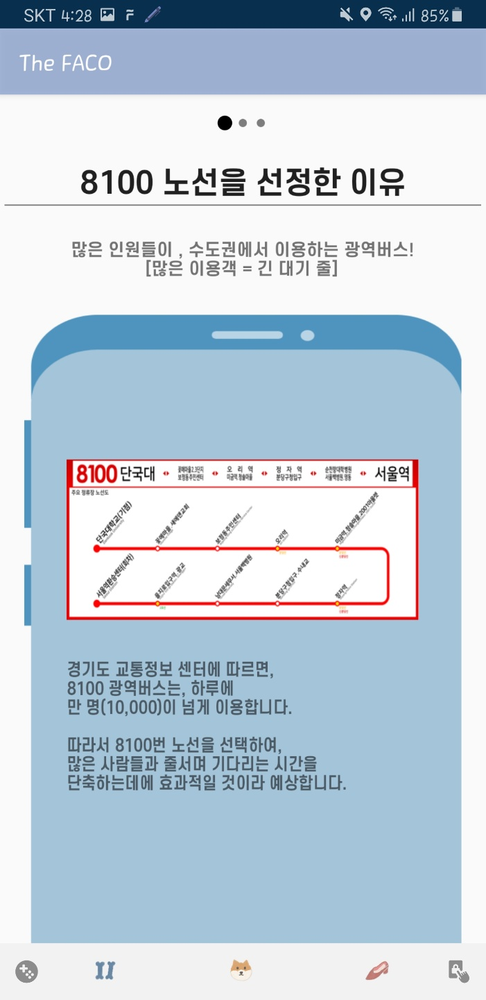 SKT 4:28
85%
The FACO
8100 노선을 선정한 이유
많은 인원들이 , 수도권에서 이용하는 광역버스!
[많은 이용객 = 긴 대기 줄]
8100 단국대 꽃메마을2.3단지 오 리 역 정 자 역 순천향대학병원 서울역
보정동주민센터 미금역.청솔마을 분당구청입구 서울백병원.명동
주요 정류장 노선도
단국대학교(기점)
꽃메마을.새에덴교회
보정동주민센터
오리역
미금역.청솔마을.2001아울렛
서울역환승센터(회차)
을지로입구역.광교
남대문세무서.서울백병원
분당구청입구.수내교
정자역
경기도 교통정보 센터에 따르면,
8100 광역버스는, 하루에
만 명(10,000)이 넘게 이용합니다.
따라서 8100번 노선을 선택하여,
많은 사람들과 줄서며 기다리는 시간을
단축하는데에 효과적일 것이라 예상합니다.